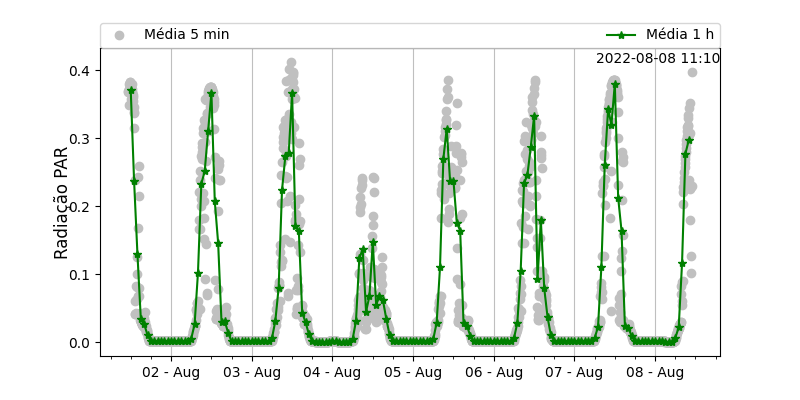 Média 5 min
Média 1 h
2022-08-08 11:10
Radiação PAR
0.4
0.3
0.2
0.1
0.0
02 - Aug
03 - Aug
04 - Aug
05 - Aug
06 - Aug
07 - Aug
08 - Aug